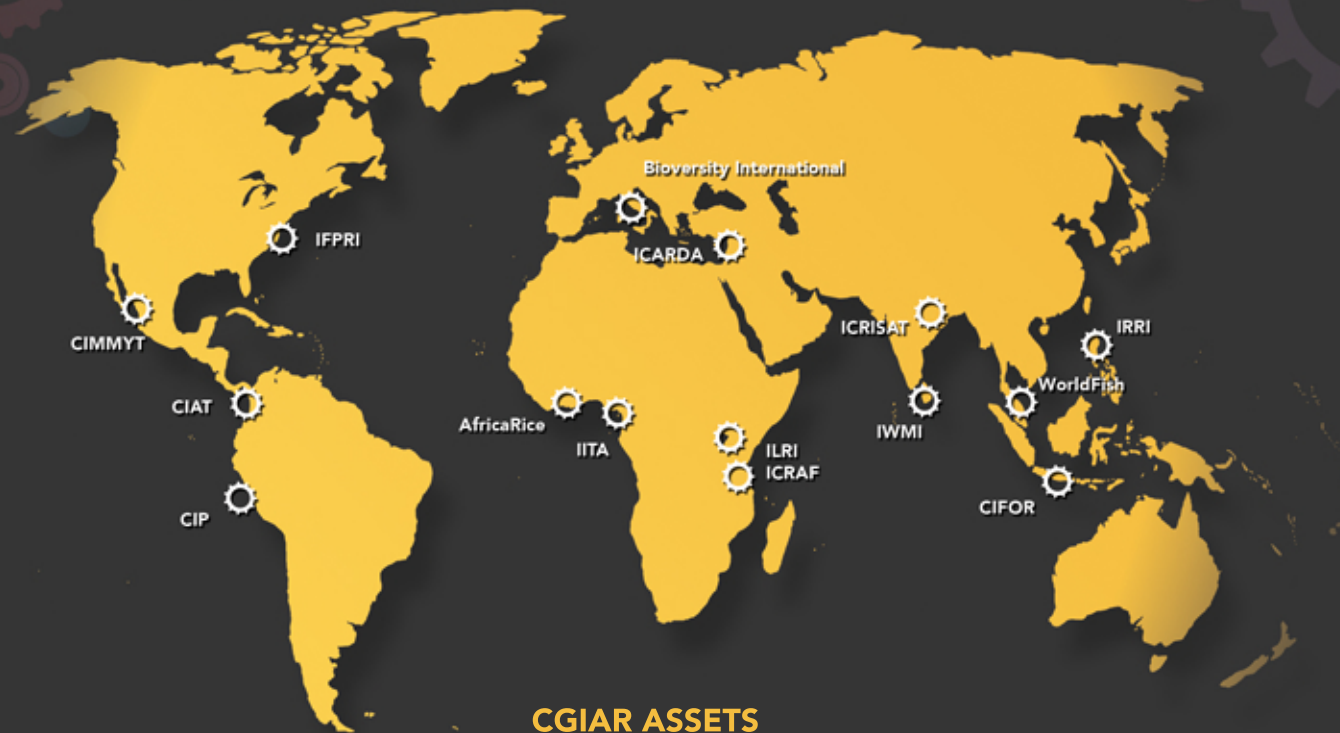 Bioversity International
IFPRI
ICARDA
CIMMYT
ICRISAT
IRRI
WorldFish
CIAT
AfricaRice
IITA
IWMI
ILRI
ICRAF
CIP
CIFOR
CGIAR ASSETS